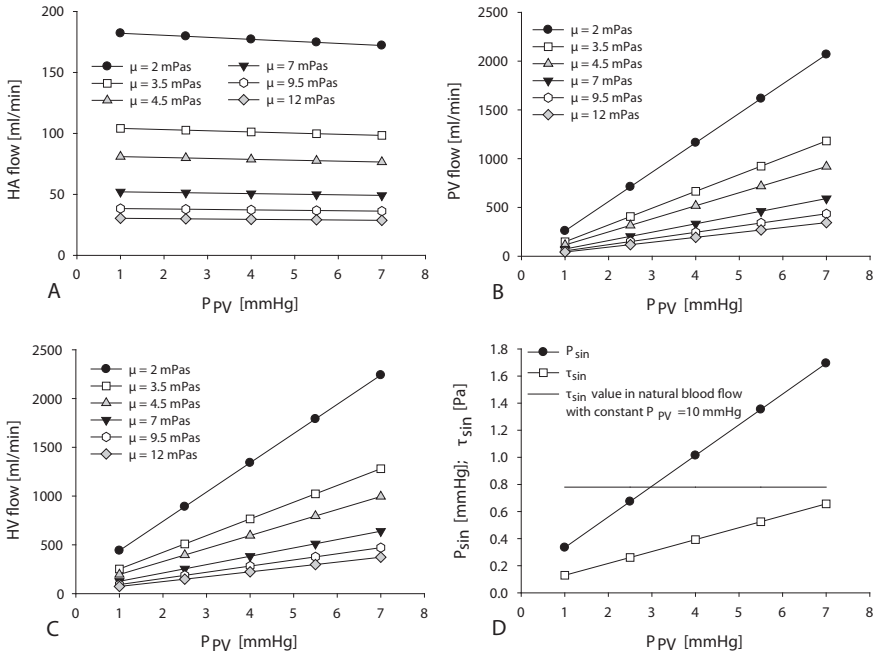 200
150
100
50
0
HA flow [ml/min]
μ = 2 mPas
μ = 3.5 mPas
μ = 4.5 mPas
μ = 7 mPas
μ = 9.5 mPas
μ = 12 mPas
0 1 2 3 4 5 6 7 8
A
P PV [mmHg]
2500
2000
1500
1000
500
0
PV flow [ml/min]
μ = 2 mPas
μ = 3.5 mPas
μ = 4.5 mPas
μ = 7 mPas
μ = 9.5 mPas
μ = 12 mPas
0 1 2 3 4 5 6 7 8
B
P PV [mmHg]
2500
2000
1500
1000
500
0
HV flow [ml/min]
μ = 2 mPas
μ = 3.5 mPas
μ = 4.5 mPas
μ = 7 mPas
μ = 9.5 mPas
μ = 12 mPas
0 1 2 3 4 5 6 7 8
C
P PV [mmHg]
1.8
1.6
1.4
1.2
1.0
0.8
0.6
0.4
0.2
0.0
Psin [mmHg]; τsin [Pa]
Psin
τsin
τsin value in natural blood flow
with constant P PV =10 mmHg
0 1 2 3 4 5 6 7 8
D
P PV [mmHg]